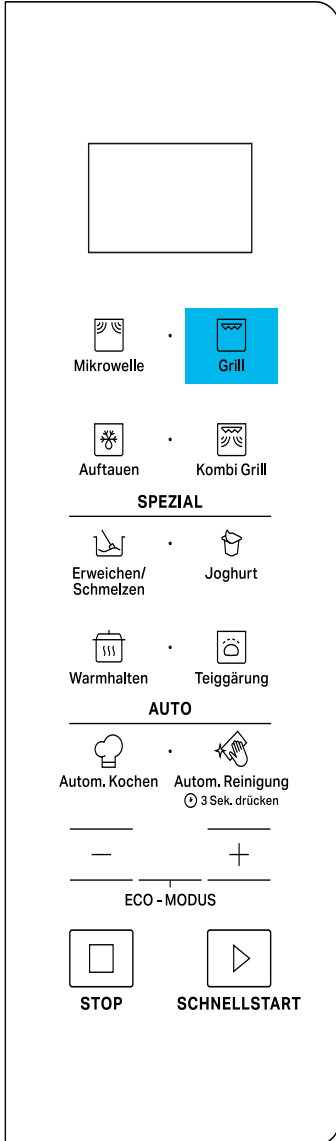 Mikrowelle Grill
Auftauen Kombi Grill
SPEZIAL
Erweichen/ Joghurt
Schmelzen
Warmhalten Teiggärung
AUTO
Autom. Kochen Autom. Reinigung
3 Sek. drücken
− +
ECO - MODUS
STOP SCHNELLSTART